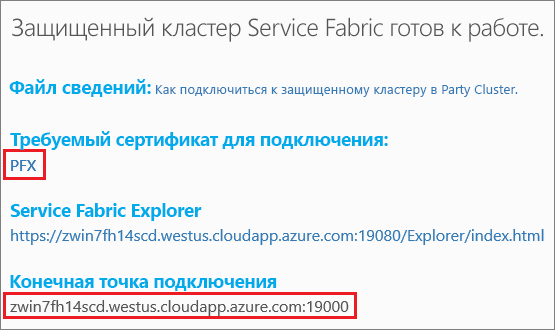 Защищенный кластер Service Fabric готов к работе.
Файл сведений: Как подключиться к защищенному кластеру в Party Cluster.
Требуемый сертификат для подключения:
PFX
Service Fabric Explorer
https://zwin7fh14scd.westus.cloudapp.azure.com:19080/Explorer/index.html
Конечная точка подключения
zwin7fh14scd.westus.cloudapp.azure.com:19000